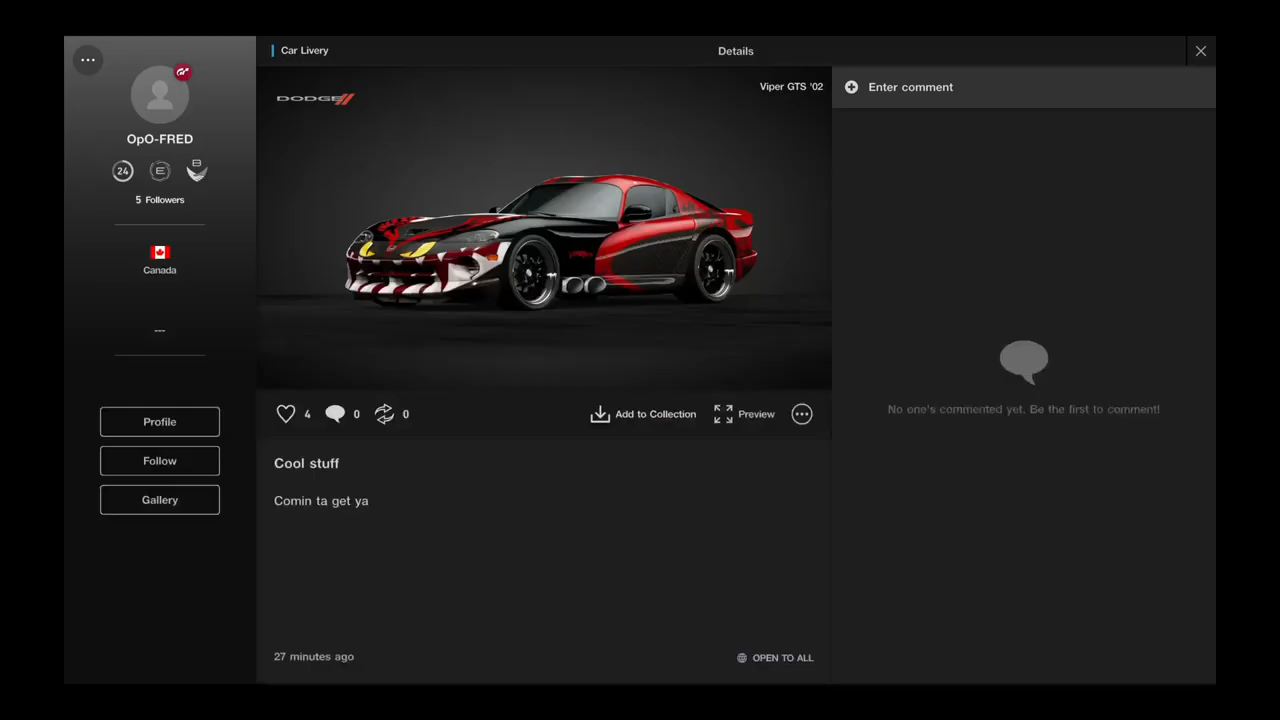 Car Livery
Details
OpO-FRED
24
E
B
5 Followers
Canada
---
Profile
Follow
Gallery
DODGE
Viper GTS '02
4
0
0
Add to Collection
Preview
Cool stuff
Comin ta get ya
27 minutes ago
OPEN TO ALL
Enter comment
No one's commented yet. Be the first to comment!